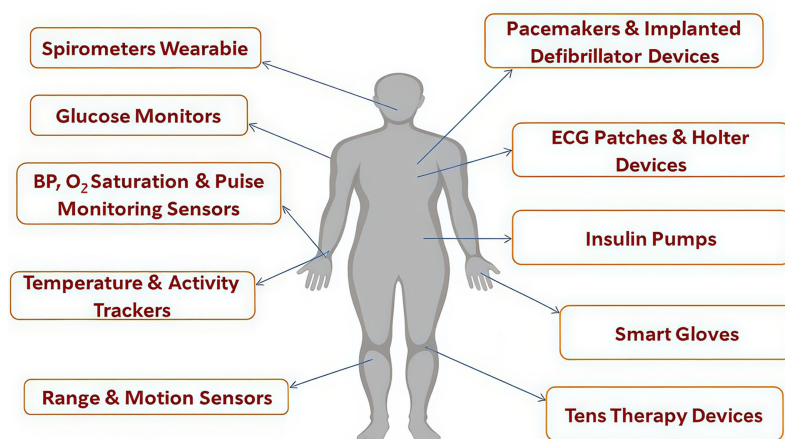 Spirometers Wearabie
Glucose Monitors
BP, O₂ Saturation & Pulse
Monitoring Sensors
Temperature & Activity
Trackers
Range & Motion Sensors
Pacemakers & Implanted
Defibrillator Devices
ECG Patches & Holter
Devices
Insulin Pumps
Smart Gloves
Tens Therapy Devices